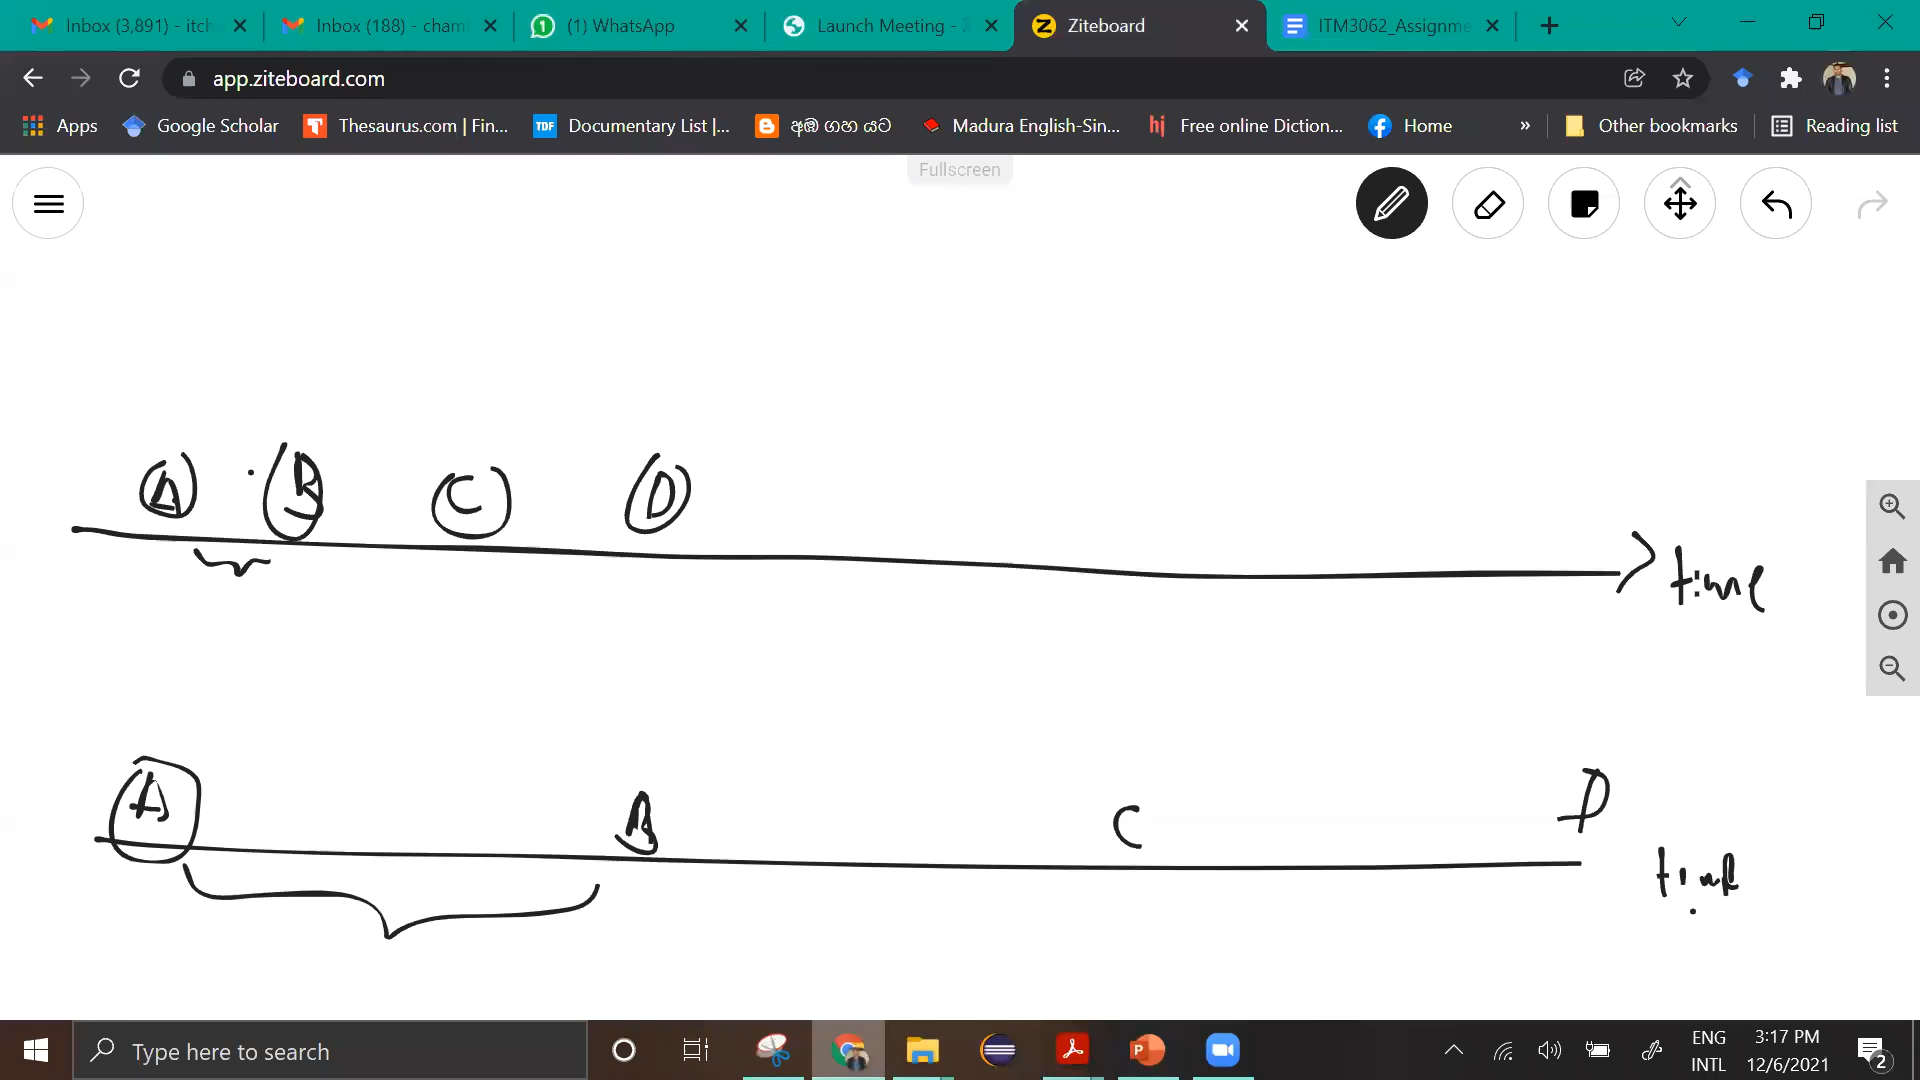 Inbox (3,891) - itch
Inbox (188) - cham
(1) WhatsApp
Launch Meeting -
Ziteboard
ITM3062_Assignme
app.ziteboard.com
Apps
Google Scholar
Thesaurus.com | Fin...
TDF
Documentary List |...
අඹ ගහ යට
Madura English-Sin...
hj
Free online Diction...
Home
»
Other bookmarks
Reading list
Fullscreen
A B C D
time
A B C D
time
Type here to search
ENG
INTL
3:17 PM
12/6/2021
2